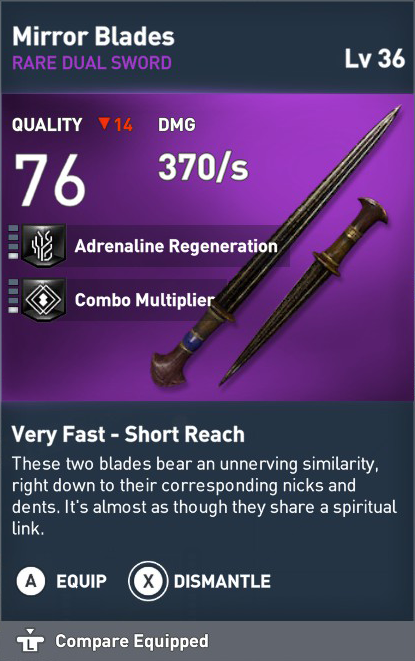 Mirror Blades
RARE DUAL SWORD
Lv 36
QUALITY ▼14 DMG
76 370/s
Adrenaline Regeneration
Combo Multiplier
Very Fast - Short Reach
These two blades bear an unnerving similarity,
right down to their corresponding nicks and
dents. It's almost as though they share a spiritual
link.
A EQUIP X DISMANTLE
L Compare Equipped